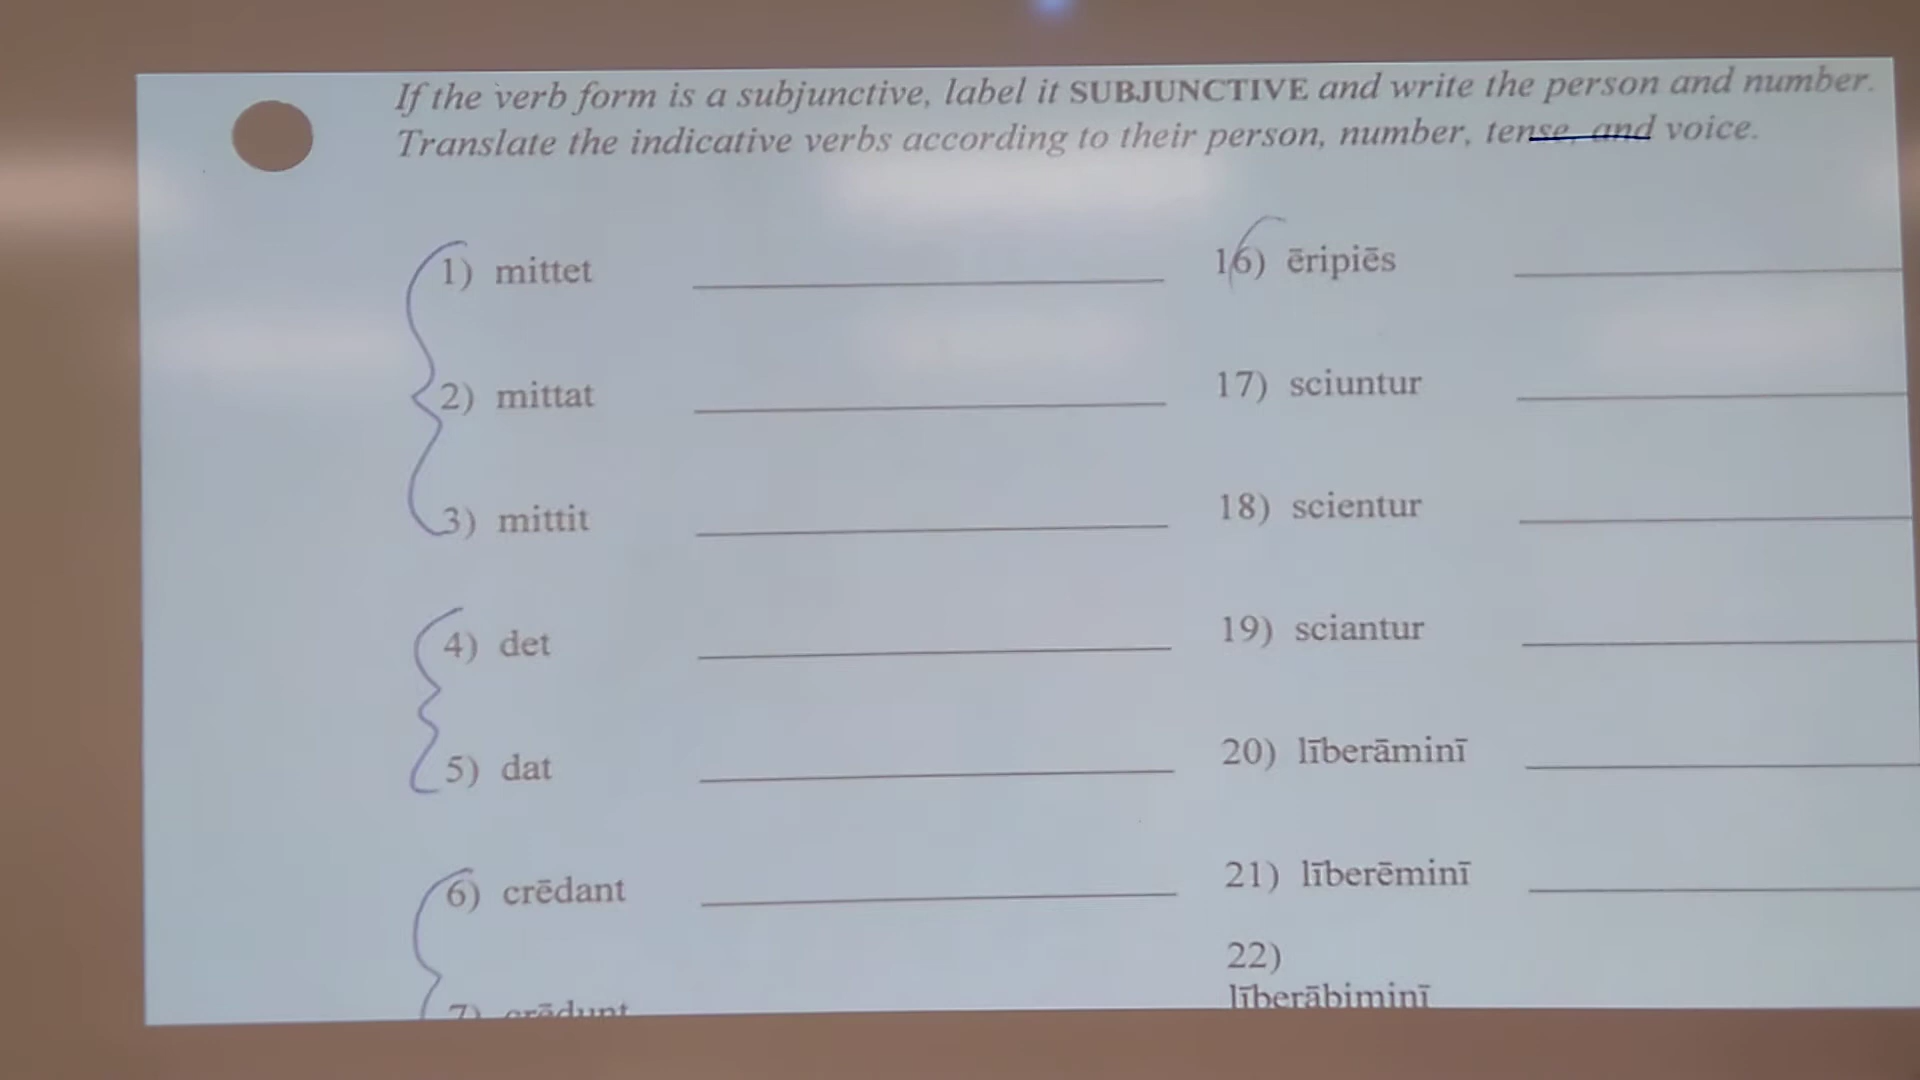 If the verb form is a subjunctive, label it SUBJUNCTIVE and write the person and number.
Translate the indicative verbs according to their person, number, tense, and voice.
1) mittet
2) mittat
3) mittit
4) det
5) dat
6) crēdant
7) crēdunt
16) ēripiēs
17) sciuntur
18) scientur
19) sciantur
20) līberāminī
21) līberēminī
22)
līberābiminī